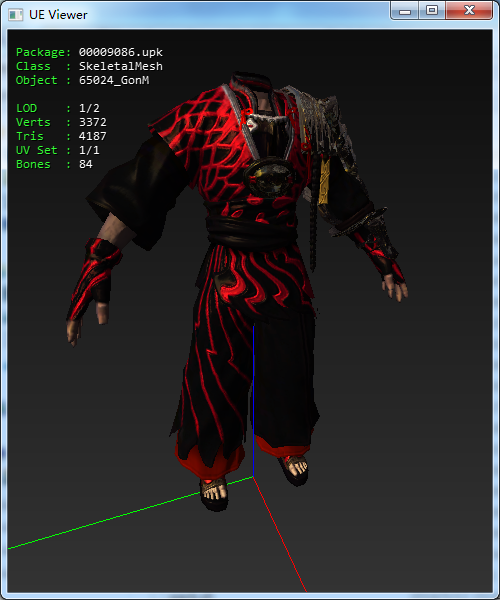 UE Viewer
Package: 00009086.upk
Class  : SkeletalMesh
Object : 65024_GonM
LOD    : 1/2
Verts  : 3372
Tris   : 4187
UV Set : 1/1
Bones  : 84